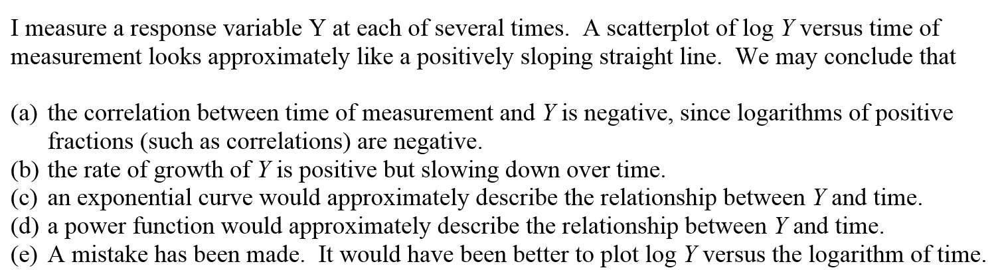 I measure a response variable Y at each of several times.  A scatterplot of log Y versus time of
measurement looks approximately like a positively sloping straight line.  We may conclude that
(a) the correlation between time of measurement and Y is negative, since logarithms of positive
fractions (such as correlations) are negative.
(b) the rate of growth of Y is positive but slowing down over time.
(c) an exponential curve would approximately describe the relationship between Y and time.
(d) a power function would approximately describe the relationship between Y and time.
(e) A mistake has been made.  It would have been better to plot log Y versus the logarithm of time.